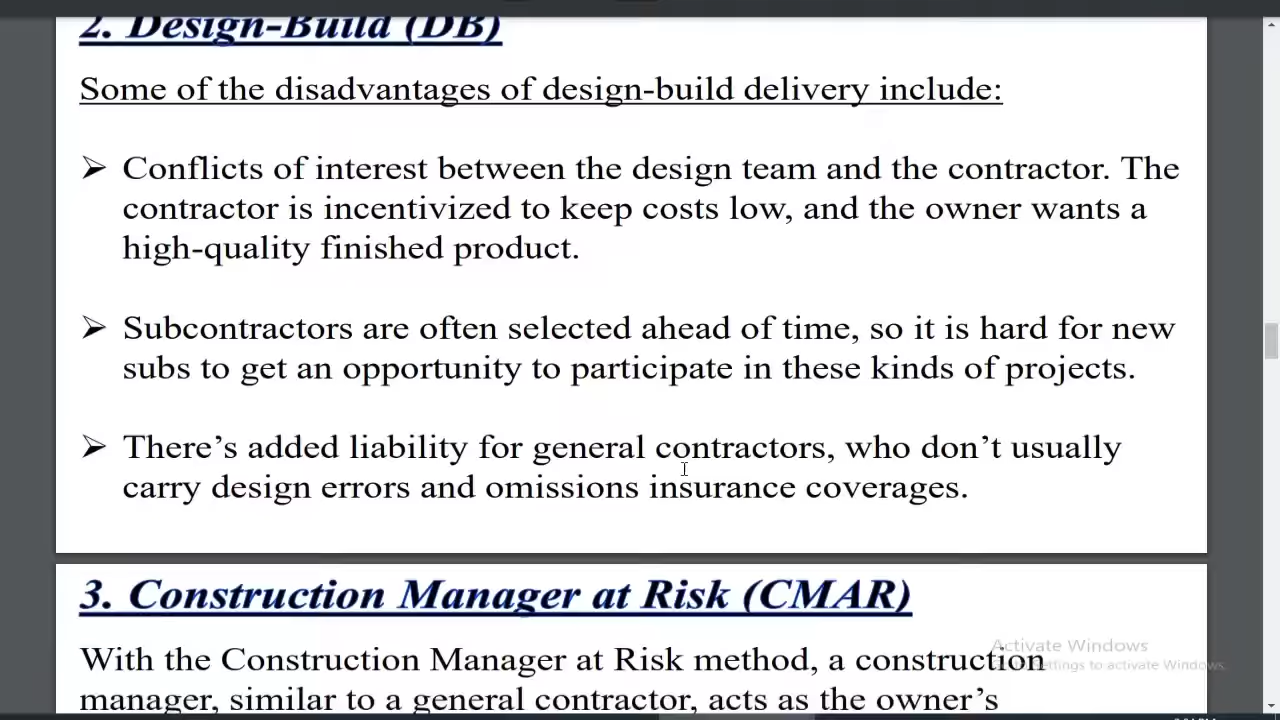 2. Design-Build (DB)
Some of the disadvantages of design-build delivery include:
➢ Conflicts of interest between the design team and the contractor. The
contractor is incentivized to keep costs low, and the owner wants a
high-quality finished product.
➢ Subcontractors are often selected ahead of time, so it is hard for new
subs to get an opportunity to participate in these kinds of projects.
➢ There’s added liability for general contractors, who don’t usually
carry design errors and omissions insurance coverages.
3. Construction Manager at Risk (CMAR)
With the Construction Manager at Risk method, a construction
manager, similar to a general contractor, acts as the owner’s
Activate Windows
to activate Windows.